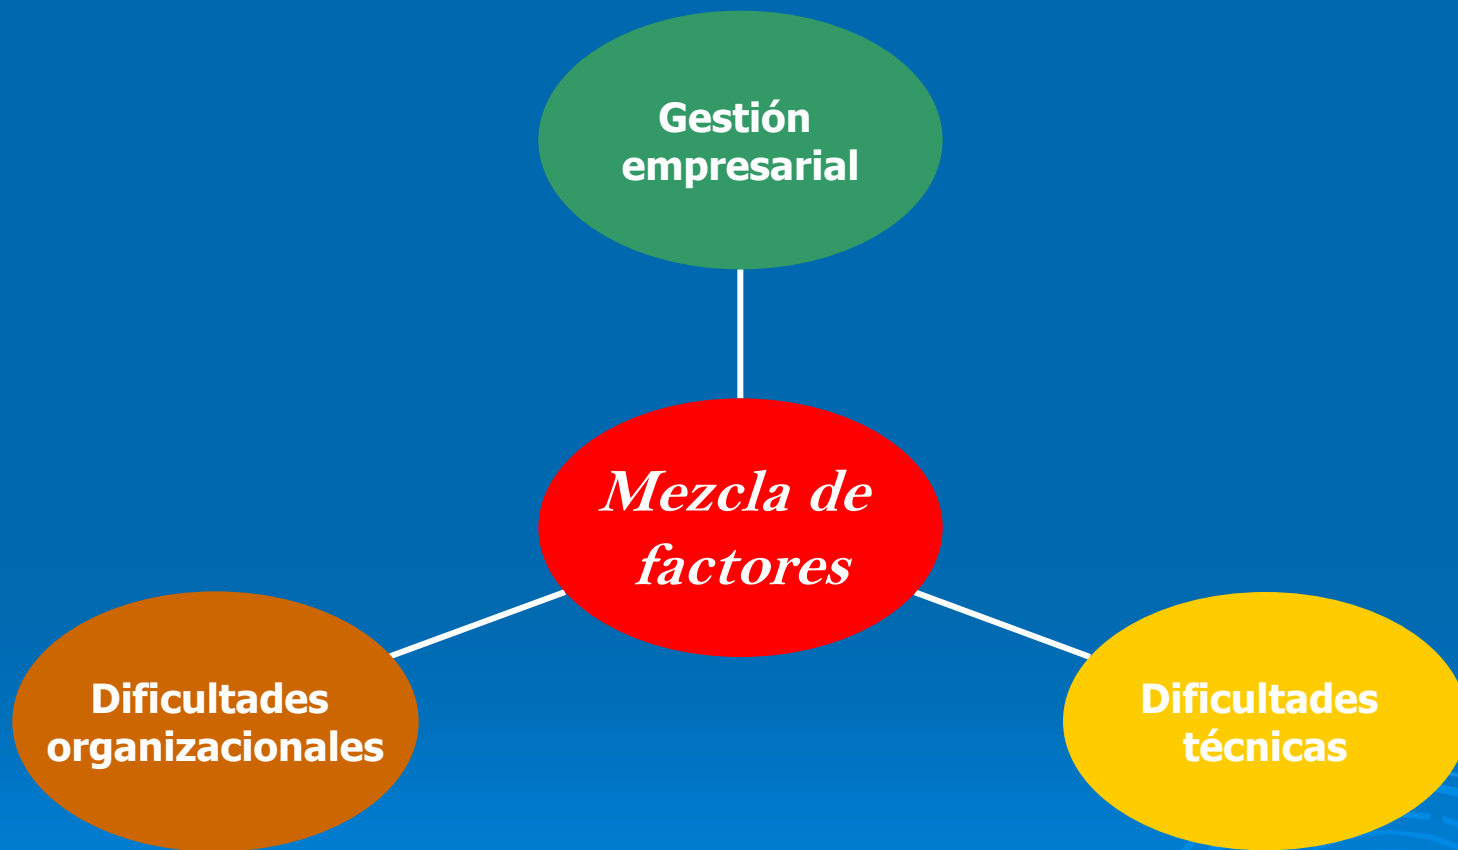 Gestión
empresarial
Mezcla de
factores
Dificultades
organizacionales
Dificultades
técnicas